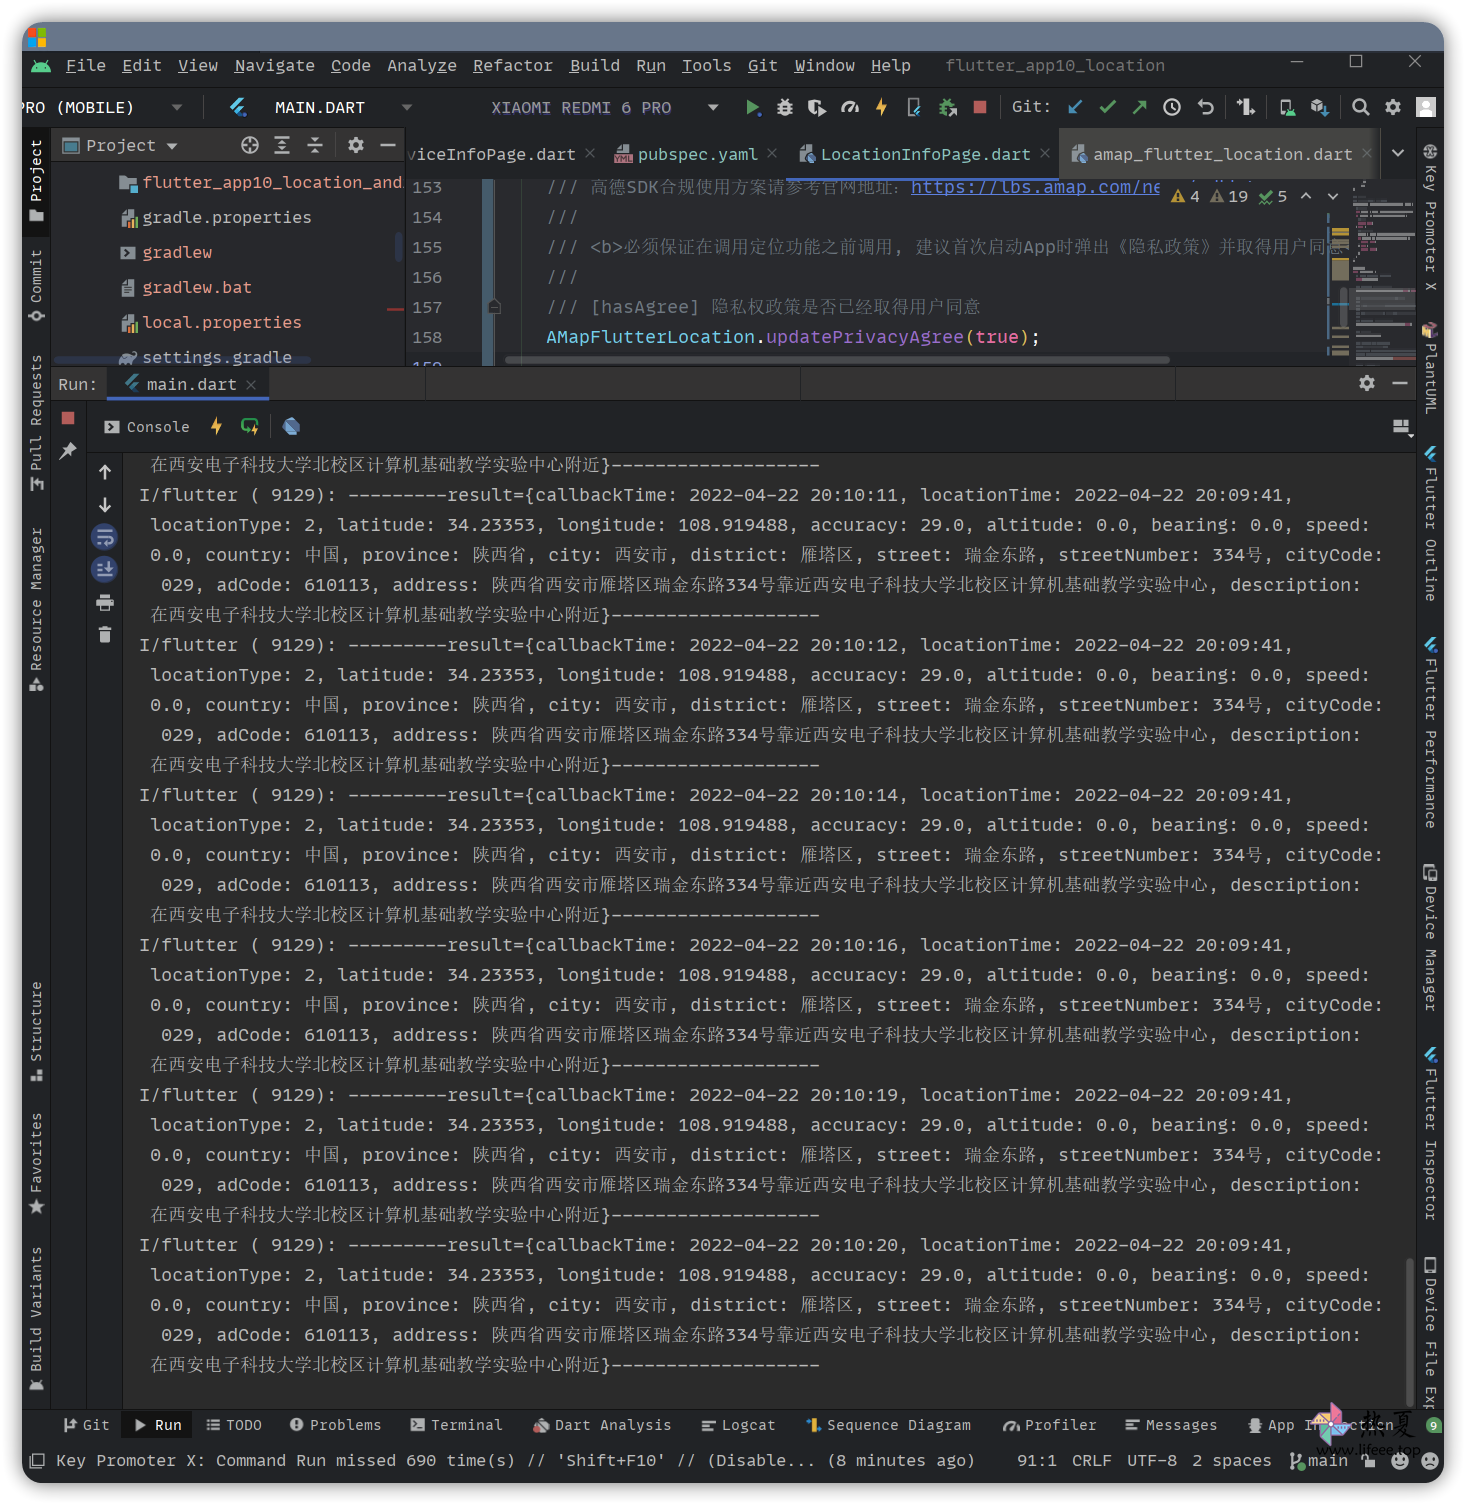 File Edit View Navigate Code Analyze Refactor Build Run Tools Git Window Help flutter_app10_location
PRO (MOBILE) MAIN.DART XIAOMI REDMI 6 PRO Git:
Project viceInfoPage.dart pubspec.yaml LocationInfoPage.dart amap_flutter_location.dart
flutter_app10_location_and
gradle.properties
gradlew
gradlew.bat
local.properties
settings.gradle
153 /// 高德SDK合规使用方案请参考官网地址：https://lbs.amap.com/ne
4 19 5
154 ///
155 /// <b>必须保证在调用定位功能之前调用, 建议首次启动App时弹出《隐私政策》并取得用户同意
156 ///
157 /// [hasAgree] 隐私权政策是否已经取得用户同意
158 AMapFlutterLocation.updatePrivacyAgree(true);
159
Run: main.dart
Console
在西安电子科技大学北校区计算机基础教学实验中心附近}-------------------
I/flutter ( 9129): ---------result={callbackTime: 2022-04-22 20:10:11, locationTime: 2022-04-22 20:09:41,
locationType: 2, latitude: 34.23353, longitude: 108.919488, accuracy: 29.0, altitude: 0.0, bearing: 0.0, speed:
0.0, country: 中国, province: 陕西省, city: 西安市, district: 雁塔区, street: 瑞金东路, streetNumber: 334号, cityCode:
029, adCode: 610113, address: 陕西省西安市雁塔区瑞金东路334号靠近西安电子科技大学北校区计算机基础教学实验中心, description:
在西安电子科技大学北校区计算机基础教学实验中心附近}-------------------
I/flutter ( 9129): ---------result={callbackTime: 2022-04-22 20:10:12, locationTime: 2022-04-22 20:09:41,
locationType: 2, latitude: 34.23353, longitude: 108.919488, accuracy: 29.0, altitude: 0.0, bearing: 0.0, speed:
0.0, country: 中国, province: 陕西省, city: 西安市, district: 雁塔区, street: 瑞金东路, streetNumber: 334号, cityCode:
029, adCode: 610113, address: 陕西省西安市雁塔区瑞金东路334号靠近西安电子科技大学北校区计算机基础教学实验中心, description:
在西安电子科技大学北校区计算机基础教学实验中心附近}-------------------
I/flutter ( 9129): ---------result={callbackTime: 2022-04-22 20:10:14, locationTime: 2022-04-22 20:09:41,
locationType: 2, latitude: 34.23353, longitude: 108.919488, accuracy: 29.0, altitude: 0.0, bearing: 0.0, speed:
0.0, country: 中国, province: 陕西省, city: 西安市, district: 雁塔区, street: 瑞金东路, streetNumber: 334号, cityCode:
029, adCode: 610113, address: 陕西省西安市雁塔区瑞金东路334号靠近西安电子科技大学北校区计算机基础教学实验中心, description:
在西安电子科技大学北校区计算机基础教学实验中心附近}-------------------
I/flutter ( 9129): ---------result={callbackTime: 2022-04-22 20:10:16, locationTime: 2022-04-22 20:09:41,
locationType: 2, latitude: 34.23353, longitude: 108.919488, accuracy: 29.0, altitude: 0.0, bearing: 0.0, speed:
0.0, country: 中国, province: 陕西省, city: 西安市, district: 雁塔区, street: 瑞金东路, streetNumber: 334号, cityCode:
029, adCode: 610113, address: 陕西省西安市雁塔区瑞金东路334号靠近西安电子科技大学北校区计算机基础教学实验中心, description:
在西安电子科技大学北校区计算机基础教学实验中心附近}-------------------
I/flutter ( 9129): ---------result={callbackTime: 2022-04-22 20:10:19, locationTime: 2022-04-22 20:09:41,
locationType: 2, latitude: 34.23353, longitude: 108.919488, accuracy: 29.0, altitude: 0.0, bearing: 0.0, speed:
0.0, country: 中国, province: 陕西省, city: 西安市, district: 雁塔区, street: 瑞金东路, streetNumber: 334号, cityCode:
029, adCode: 610113, address: 陕西省西安市雁塔区瑞金东路334号靠近西安电子科技大学北校区计算机基础教学实验中心, description:
在西安电子科技大学北校区计算机基础教学实验中心附近}-------------------
I/flutter ( 9129): ---------result={callbackTime: 2022-04-22 20:10:20, locationTime: 2022-04-22 20:09:41,
locationType: 2, latitude: 34.23353, longitude: 108.919488, accuracy: 29.0, altitude: 0.0, bearing: 0.0, speed:
0.0, country: 中国, province: 陕西省, city: 西安市, district: 雁塔区, street: 瑞金东路, streetNumber: 334号, cityCode:
029, adCode: 610113, address: 陕西省西安市雁塔区瑞金东路334号靠近西安电子科技大学北校区计算机基础教学实验中心, description:
在西安电子科技大学北校区计算机基础教学实验中心附近}-------------------
Project
Commit
Pull Requests
Resource Manager
Structure
Favorites
Build Variants
Key Promoter X
PlantUML
Flutter Outline
Flutter Performance
Device Manager
Flutter Inspector
Device File Exp
Git Run TODO Problems Terminal Dart Analysis Logcat Sequence Diagram Profiler Messages App 9
热夏
www.lifeee.top
Key Promoter X: Command Run missed 690 time(s) // 'Shift+F10' // (Disable... (8 minutes ago) 91:1 CRLF UTF-8 2 spaces main